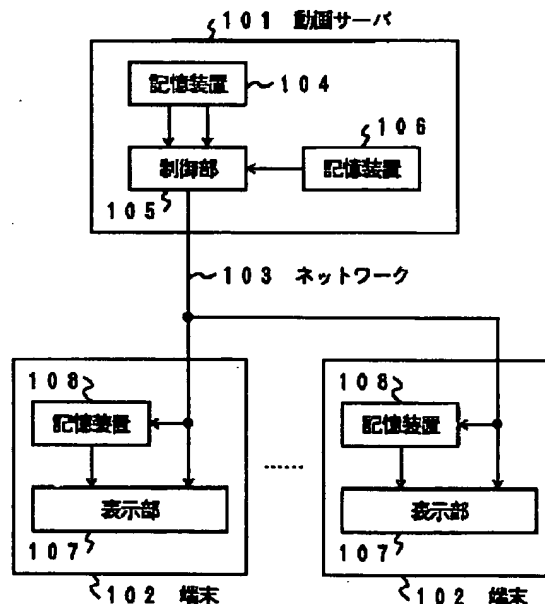 101 動画サーバ
記憶装置 104
106
制御部 記憶装置
105
103 ネットワーク
108 108
記憶装置 記憶装置
表示部 表示部
107 107
102 端末 102 端末